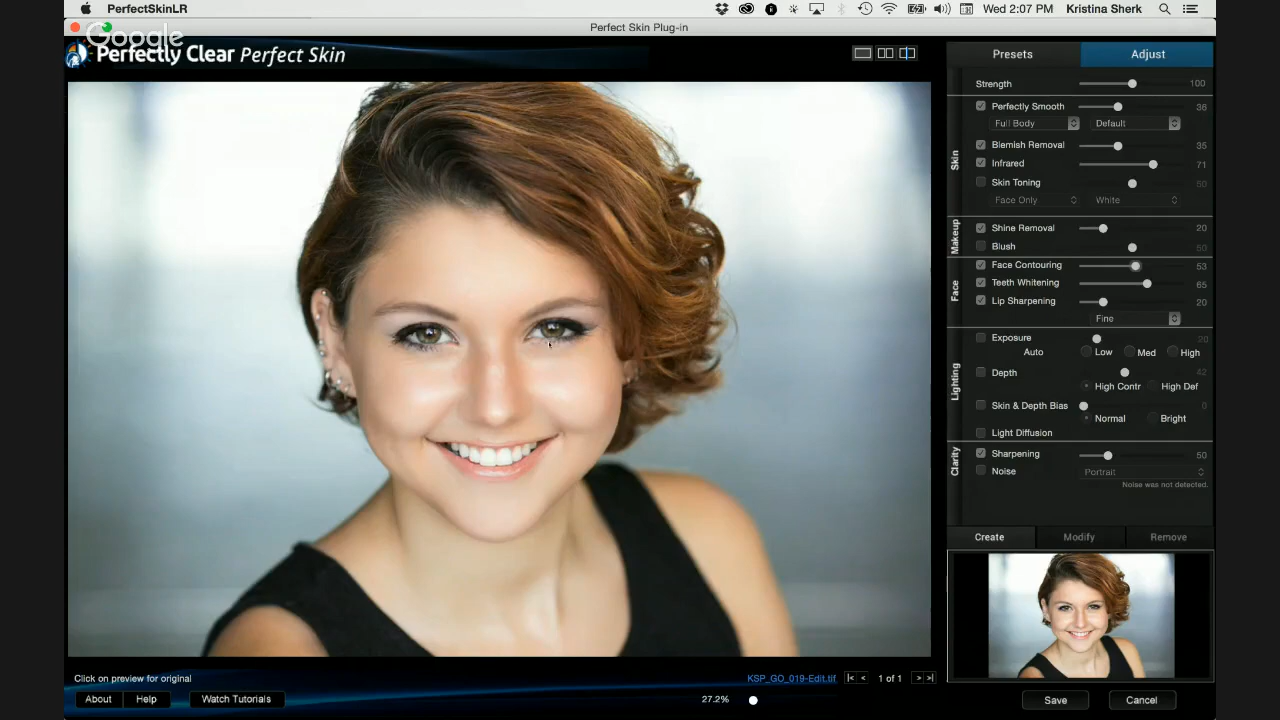 PerfectSkinLR
Wed 2:07 PM Kristina Sherk
Perfect Skin Plug-in
Google
Perfectly Clear Perfect Skin
Presets Adjust
Strength 100
Skin
Perfectly Smooth 36
Full Body Default
Blemish Removal 35
Infrared 71
Skin Toning 50
Face Only White
Makeup
Shine Removal 20
Blush 50
Face
Face Contouring 53
Teeth Whitening 65
Lip Sharpening 20
Fine
Lighting
Exposure 20
Auto Low Med High
Depth 42
High Contr High Def
Skin & Depth Bias 0
Normal Bright
Light Diffusion
Clarity
Sharpening 50
Noise Portrait
Noise was not detected.
Create Modify Remove
Click on preview for original
KSP_GO_019-Edit.tif 1 of 1
About Help Watch Tutorials
27.2%
Save Cancel